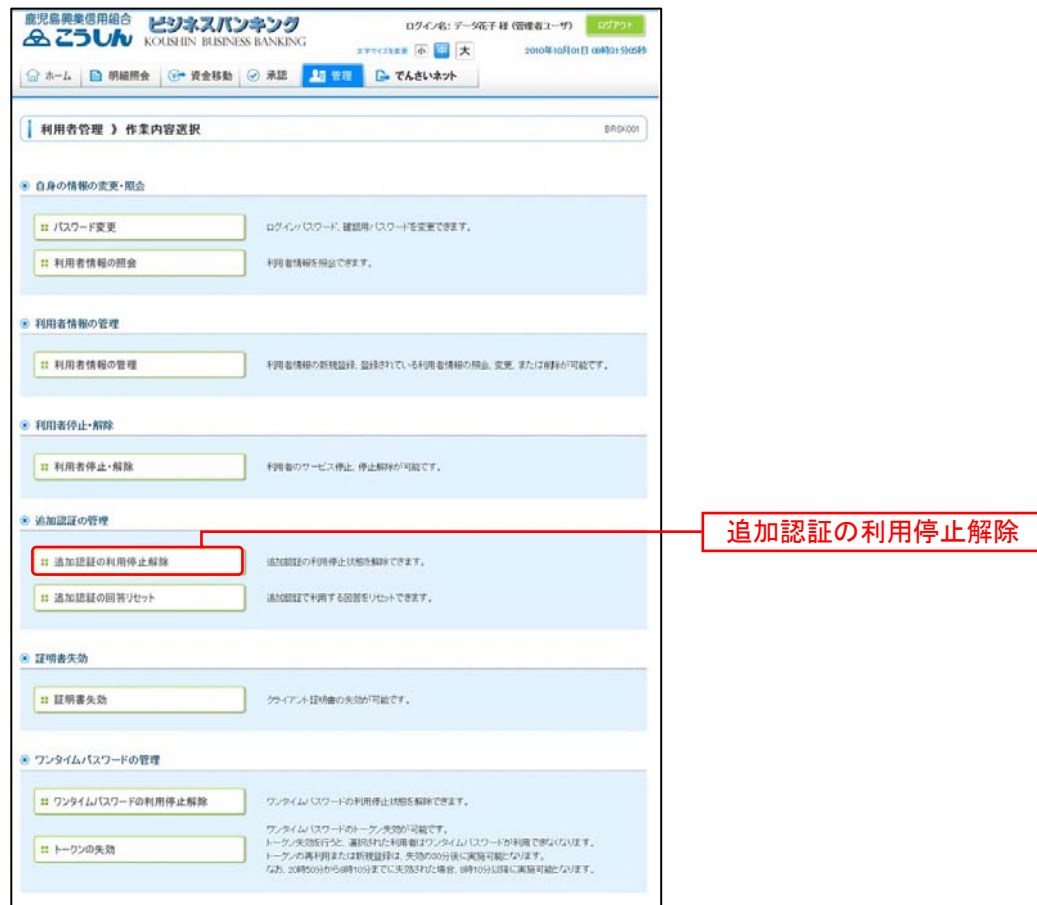 鹿児島興業信用組合
こうしん
ビジネスバンキング
KOUSHIN BUSINESS BANKING
ログイン名: データ花子 様 (管理者ユーザ)
ログアウト
文字サイズを変更 小 中 大
2010年10月01日 09時01分05秒
ホーム 明細照会 資金移動 承認 管理 でんさいネット
利用者管理 》 作業内容選択
BRSK001
自身の情報の変更・照会
パスワード変更
ログインパスワード、確認用パスワードを変更できます。
利用者情報の照会
利用者情報を照会できます。
利用者情報の管理
利用者情報の管理
利用者情報の新規登録、登録されている利用者情報の照会、変更、または削除が可能です。
利用者停止・解除
利用者停止・解除
利用者のサービス停止、停止解除が可能です。
追加認証の管理
追加認証の利用停止解除
追加認証の利用停止解除
追加認証の利用停止状態を解除できます。
追加認証の回答リセット
追加認証で利用する回答をリセットできます。
証明書失効
証明書失効
クライアント証明書の失効が可能です。
ワンタイムパスワードの管理
ワンタイムパスワードの利用停止解除
ワンタイムパスワードの利用停止状態を解除できます。
トークンの失効
ワンタイムパスワードのトークン失効が可能です。
トークン失効を行うと、選択された利用者はワンタイムパスワードが利用できなくなります。
トークンの再利用または新規登録は、失効の30分後に実施可能となります。
なお、20時50分から8時10分までに失効された場合、8時10分以降に実施可能となります。